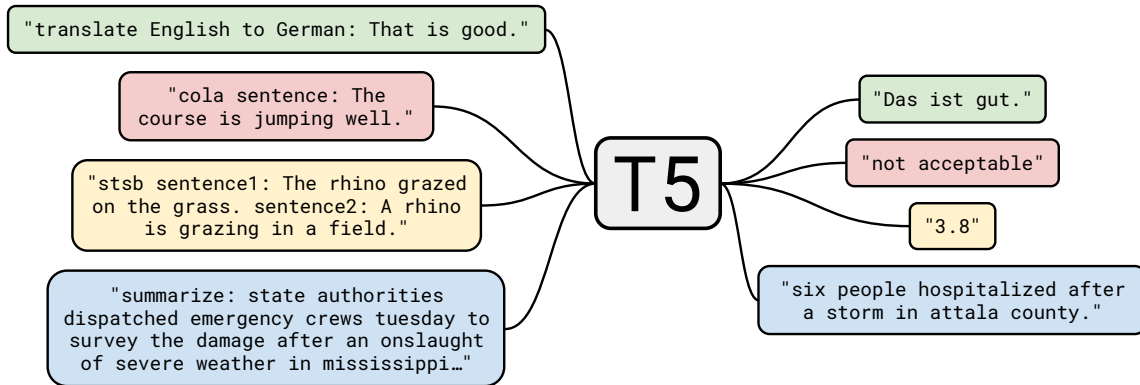 "translate English to German: That is good."
"cola sentence: The
course is jumping well."
"stsb sentence1: The rhino grazed
on the grass. sentence2: A rhino
is grazing in a field."
"summarize: state authorities
dispatched emergency crews tuesday to
survey the damage after an onslaught
of severe weather in mississippi…"
T5
"Das ist gut."
"not acceptable"
"3.8"
"six people hospitalized after
a storm in attala county."